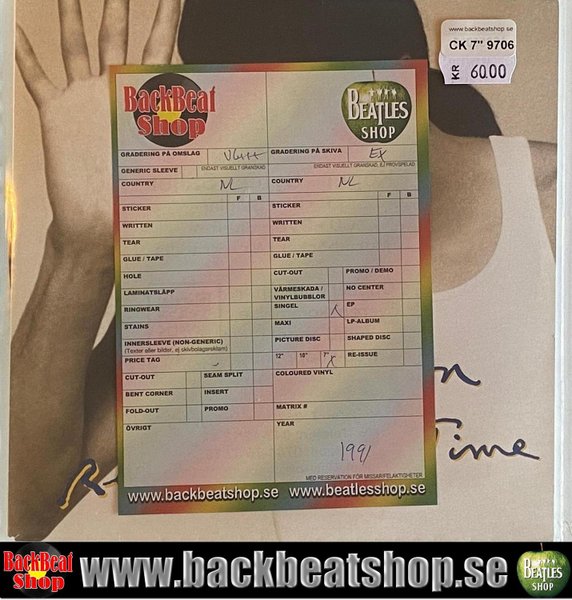 www.backbeatshop.se
CK 7" 9706
KR 60.00
BackBeat
Shop
BEATLES
SHOP
GRADERING PÅ OMSLAG VG+++ GRADERING PÅ SKIVA EX
ENDAST VISUELLT GRANSKAD ENDAST VISUELLT GRANSKAD, EJ PROVSPELAD
GENERIC SLEEVE
COUNTRY NL COUNTRY NL
F B F B
STICKER STICKER
WRITTEN WRITTEN
TEAR TEAR
GLUE / TAPE GLUE / TAPE
HOLE CUT-OUT PROMO / DEMO
LAMINATSLÄPP VÄRMESKADA / VINYLBUBBLOR NO CENTER
RINGWEAR SINGEL X EP
STAINS MAXI LP-ALBUM
INNERSLEEVE (NON-GENERIC) PICTURE DISC SHAPED DISC
(Texter eller bilder, ej skivbolagsreklam)
PRICE TAG 12" 10" 7" X RE-ISSUE
CUT-OUT SEAM SPLIT COLOURED VINYL
BENT CORNER INSERT
FOLD-OUT PROMO MATRIX #
ÖVRIGT YEAR
1991
MED RESERVATION FÖR MISSAR/FELAKTIGHETER.
www.backbeatshop.se www.beatlesshop.se
Time
BackBeat
Shop
www.backbeatshop.se
BEATLES
SHOP